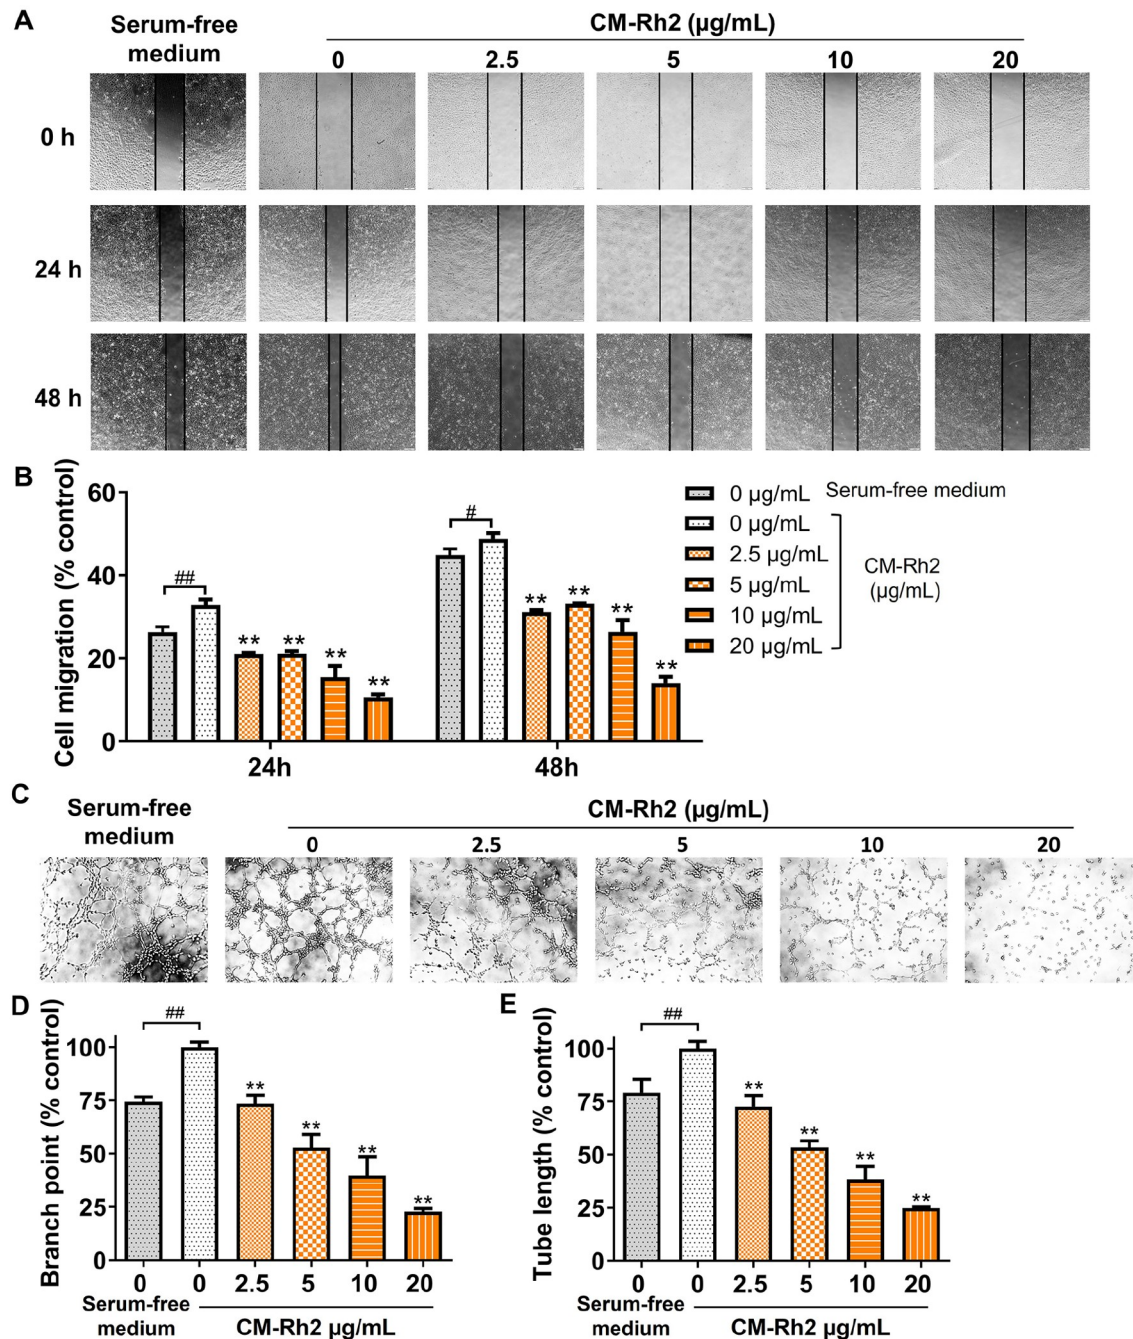 A
Serum-free
medium
CM-Rh2 (µg/mL)
0 2.5 5 10 20
0 h
24 h
48 h
B
Cell migration (% control)
60
40
20
0
##
** ** ** **
#
** ** ** **
24h 48h
0 µg/mL Serum-free medium
0 µg/mL
2.5 µg/mL
5 µg/mL
10 µg/mL
20 µg/mL
CM-Rh2
(µg/mL)
C
Serum-free
medium
CM-Rh2 (µg/mL)
0 2.5 5 10 20
D
Branch point (% control)
100
75
50
25
0
##
**
**
**
**
0 0 2.5 5 10 20
Serum-free
medium
CM-Rh2 µg/mL
E
Tube length (% control)
100
75
50
25
0
##
**
**
**
**
0 0 2.5 5 10 20
Serum-free
medium
CM-Rh2 µg/mL